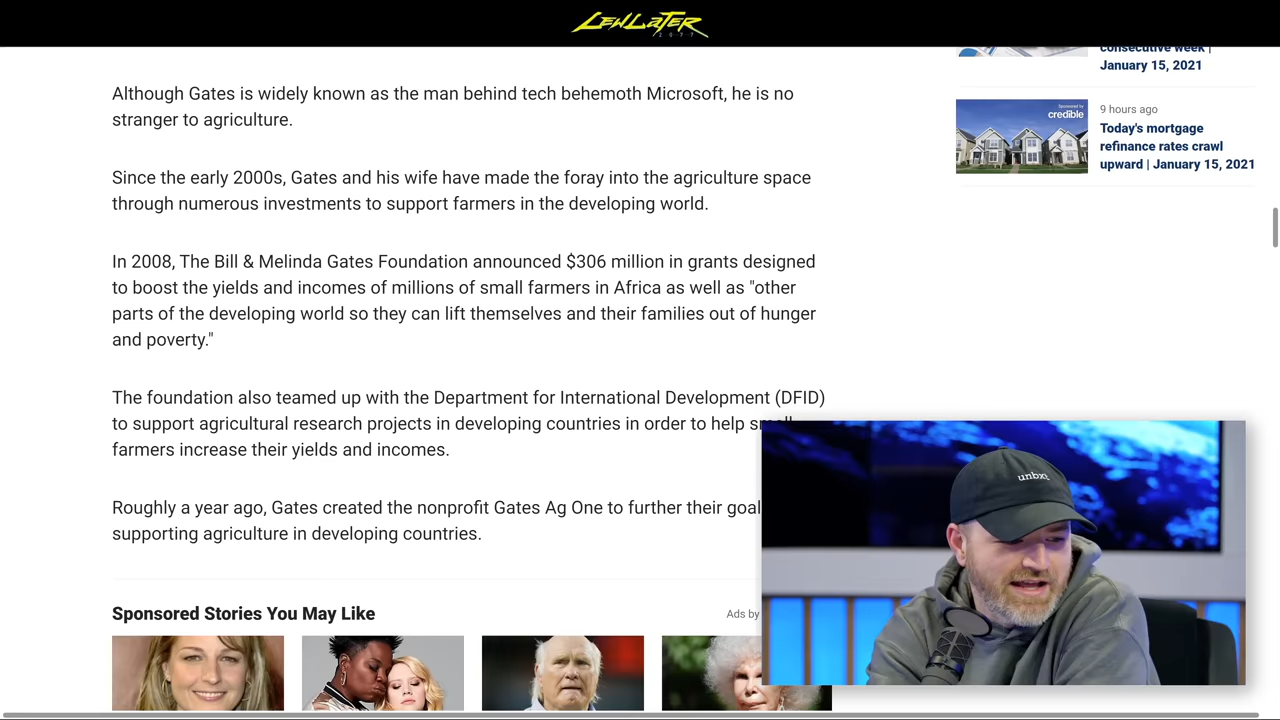 LEWLATER
2077
consecutive week |
January 15, 2021
9 hours ago
Sponsored by
credible
Today's mortgage
refinance rates crawl
upward | January 15, 2021
Although Gates is widely known as the man behind tech behemoth Microsoft, he is no
stranger to agriculture.
Since the early 2000s, Gates and his wife have made the foray into the agriculture space
through numerous investments to support farmers in the developing world.
In 2008, The Bill & Melinda Gates Foundation announced $306 million in grants designed
to boost the yields and incomes of millions of small farmers in Africa as well as "other
parts of the developing world so they can lift themselves and their families out of hunger
and poverty."
The foundation also teamed up with the Department for International Development (DFID)
to support agricultural research projects in developing countries in order to help small
farmers increase their yields and incomes.
Roughly a year ago, Gates created the nonprofit Gates Ag One to further their goal
supporting agriculture in developing countries.
Sponsored Stories You May Like
Ads by
unbx